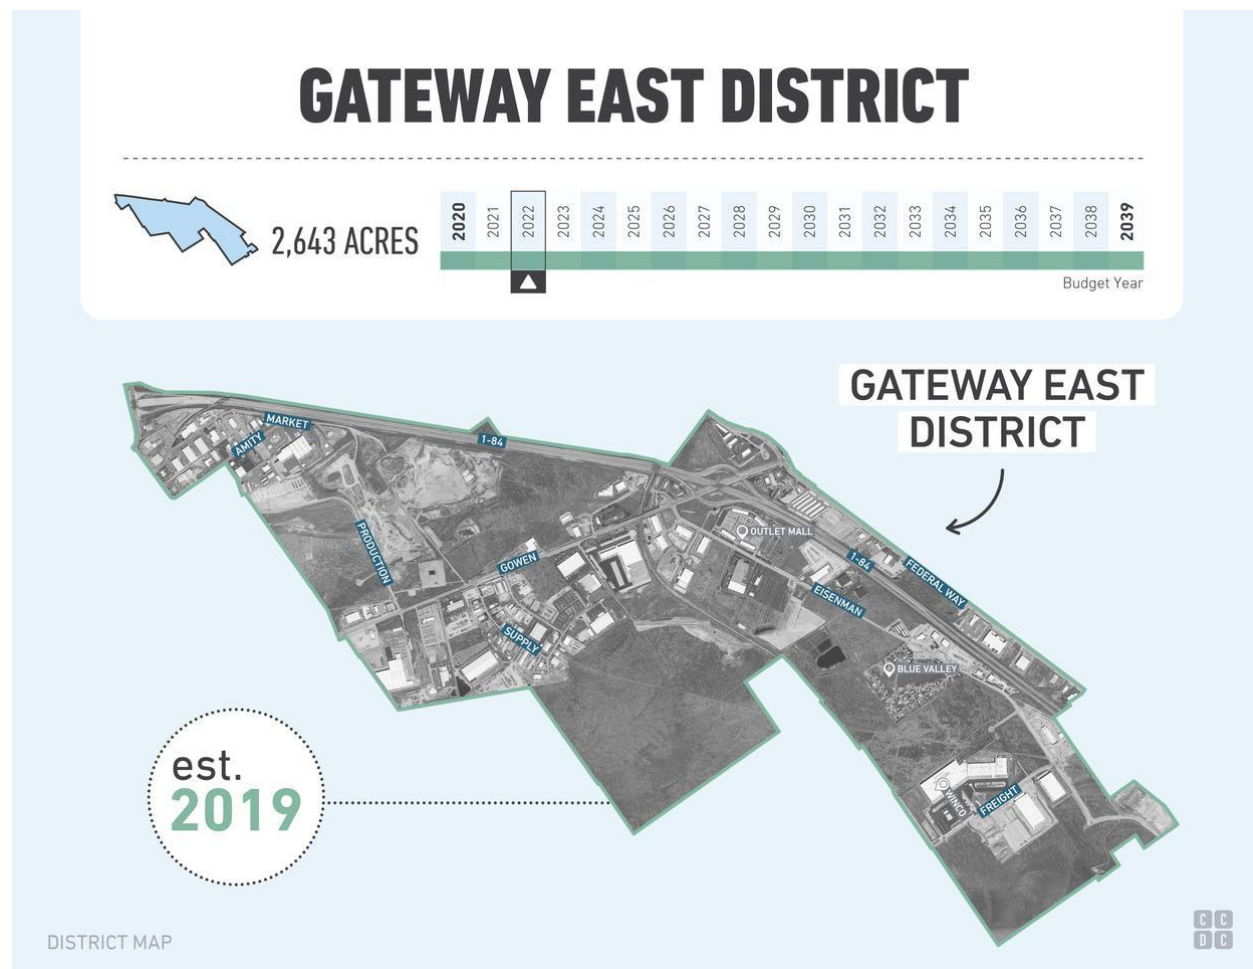 GATEWAY EAST DISTRICT
2,643 ACRES
2020 2021 2022 2023 2024 2025 2026 2027 2028 2029 2030 2031 2032 2033 2034 2035 2036 2037 2038 2039
Budget Year
GATEWAY EAST
DISTRICT
MARKET
AMITY
1-84
PRODUCTION
GOWEN
SUPPLY
OUTLET MALL
1-84
FEDERAL WAY
EISENMAN
BLUE VALLEY
WINCO
FREIGHT
est.
2019
DISTRICT MAP
C C
D C